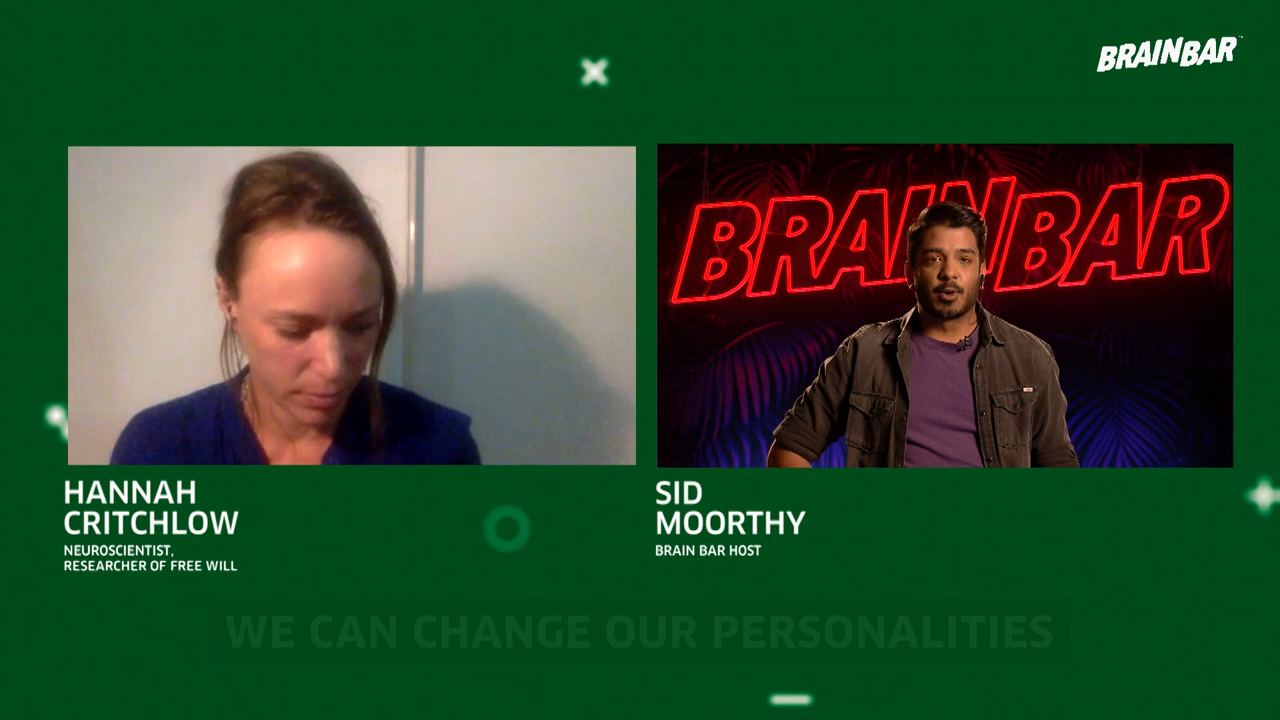 BRAINBAR
BRAINBAR
HANNAH
CRITCHLOW
NEUROSCIENTIST,
RESEARCHER OF FREE WILL
SID
MOORTHY
BRAIN BAR HOST
WE CAN CHANGE OUR PERSONALITIES